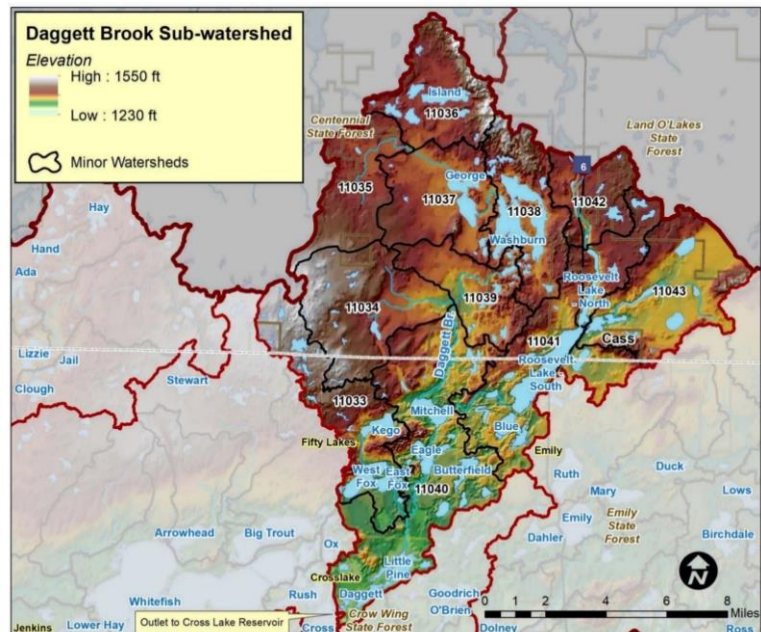 Daggett Brook Sub-watershed
Elevation
High : 1550 ft
Low : 1230 ft
Minor Watersheds
Island
11036
Centennial
State Forest
Land O'Lakes
State
Forest
6
11035
George
11037
11042
11038
Hay
Washburn
Hand
Ada
Roosevelt
Lake
North
11043
11034
11039
Daggett Br.
11041
Cass
Lizzie
Jail
Roosevelt
Lake
South
Stewart
Clough
11033
Mitchell
Kego
Blue
Fifty Lakes
Eagle
Emily
West
Fox
East
Fox
Butterfield
Ruth
Duck
11040
Mary
Lows
Emily
Emily
State
Forest
Arrowhead
Big Trout
Ox
Dahler
Birchdale
Little
Pine
Crosslake
N
Whitefish
Rush
Daggett
Goodrich
O'Brien
Crow Wing
State Forest
0 1 2 4 6 8
Miles
Jenkins
Lower Hay
Outlet to Cross Lake Reservoir
Cross
Dolney
Ross